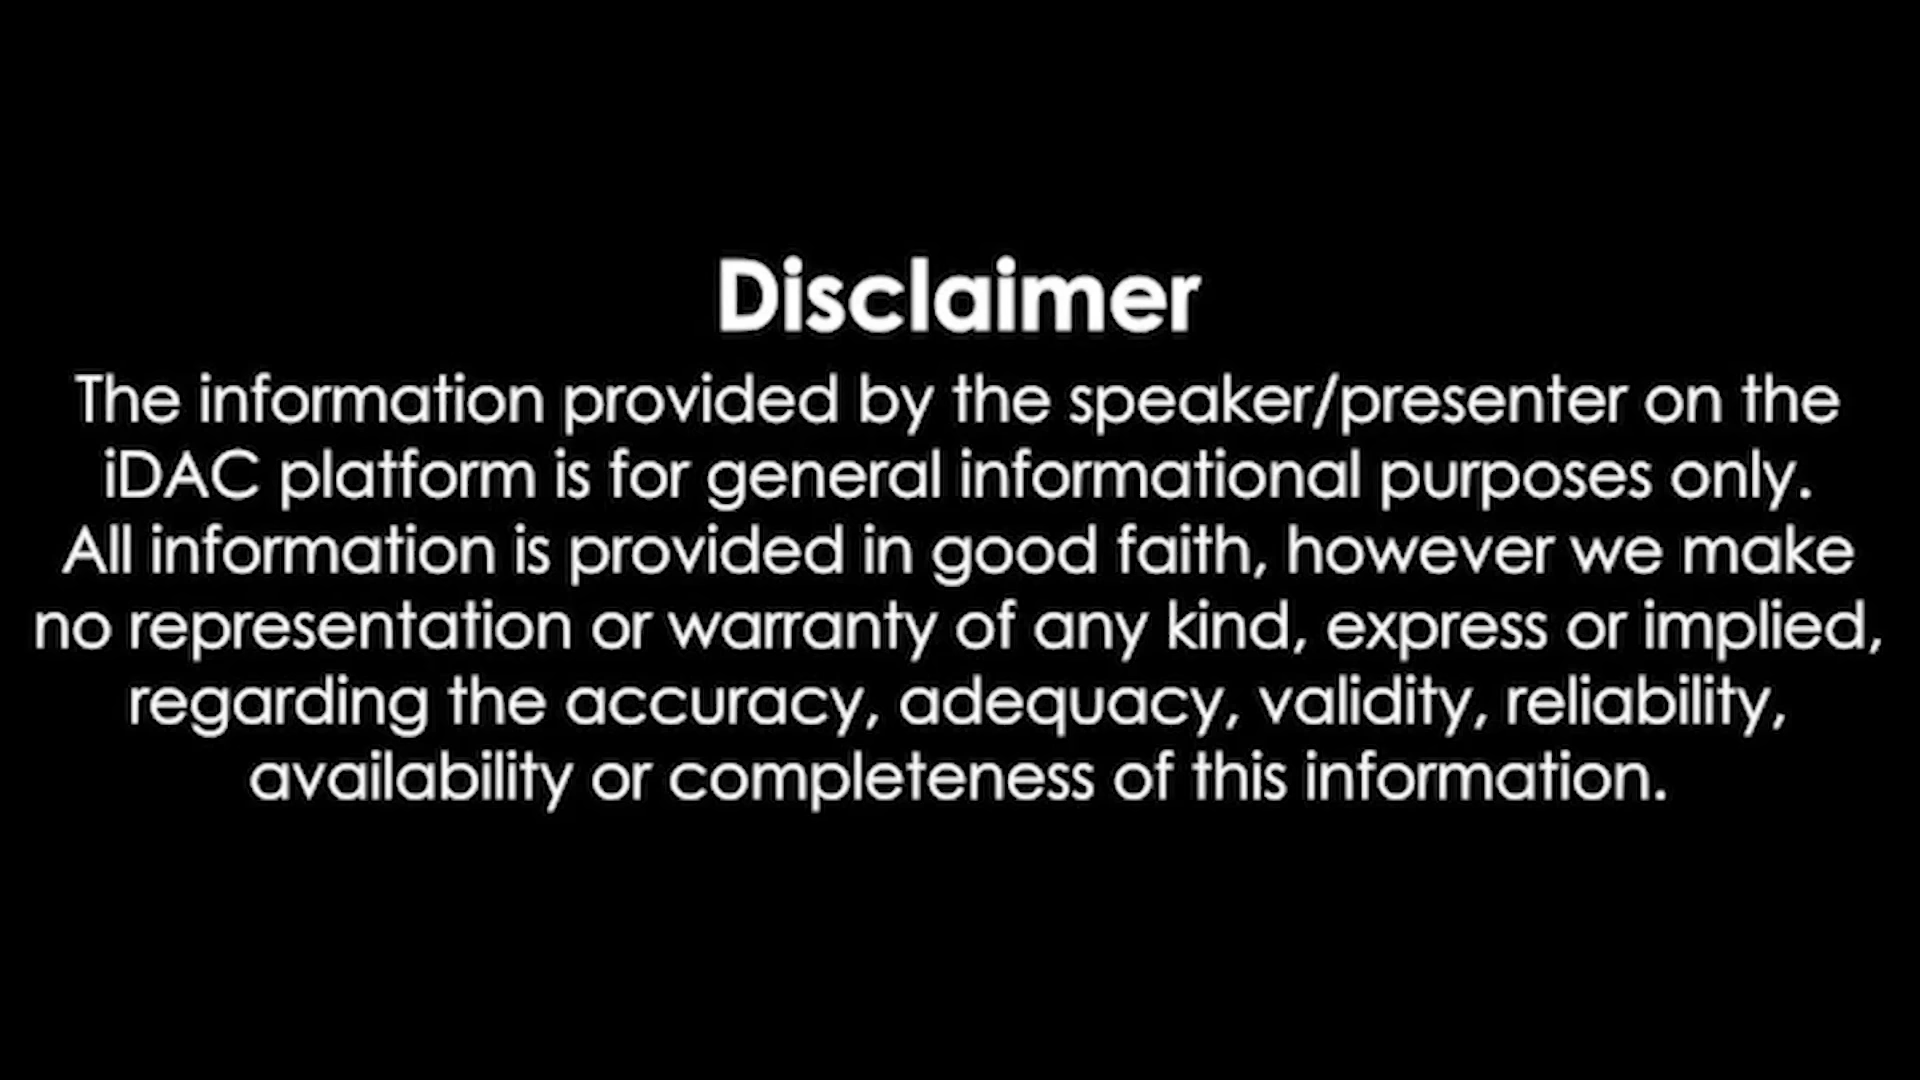 Disclaimer
The information provided by the speaker/presenter on the
iDAC platform is for general informational purposes only.
All information is provided in good faith, however we make
no representation or warranty of any kind, express or implied,
regarding the accuracy, adequacy, validity, reliability,
availability or completeness of this information.